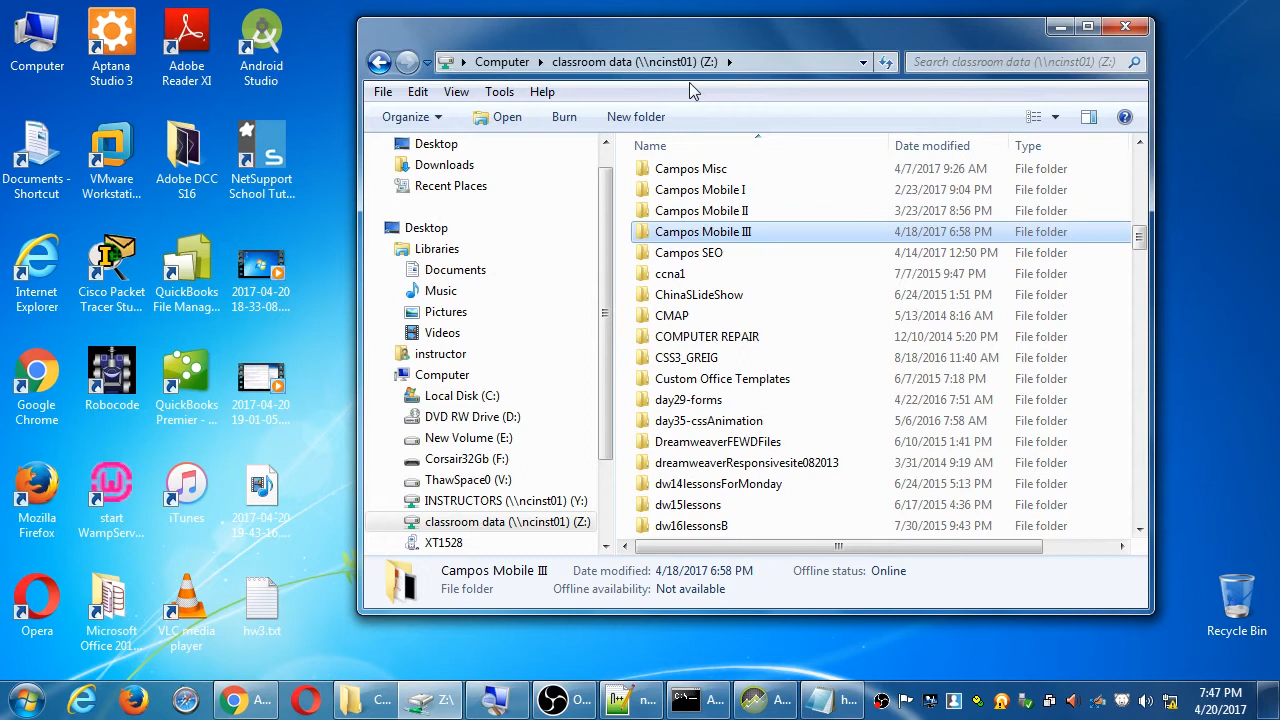 Computer
Aptana
Studio 3
Adobe
Reader XI
Android
Studio
Documents -
Shortcut
VMware
Workstati...
Adobe DCC
S16
NetSupport
School Tut...
Internet
Explorer
Cisco Packet
Tracer Stu...
QuickBooks
File Manag...
2017-04-20
18-33-08....
Google
Chrome
Robocode
QuickBooks
Premier - ...
2017-04-20
19-01-05....
Mozilla
Firefox
start
WampServ...
iTunes
2017-04-20
19-43-16....
Opera
Microsoft
Office 201...
VLC media
player
hw3.txt
Recycle Bin
Computer classroom data (\\ncinst01) (Z:)
Search classroom data (\\ncinst01) (Z:)
File Edit View Tools Help
Organize Open Burn New folder
Desktop
Downloads
Recent Places
Desktop
Libraries
Documents
Music
Pictures
Videos
instructor
Computer
Local Disk (C:)
DVD RW Drive (D:)
New Volume (E:)
Corsair32Gb (F:)
ThawSpace0 (V:)
INSTRUCTORS (\\ncinst01) (Y:)
classroom data (\\ncinst01) (Z:)
XT1528
Name Date modified Type
Campos Misc 4/7/2017 9:26 AM File folder
Campos Mobile I 2/23/2017 9:04 PM File folder
Campos Mobile II 3/23/2017 8:56 PM File folder
Campos Mobile III 4/18/2017 6:58 PM File folder
Campos SEO 4/14/2017 12:50 PM File folder
ccna1 7/7/2015 9:47 PM File folder
ChinaSLideShow 6/24/2015 1:51 PM File folder
CMAP 5/13/2014 8:16 AM File folder
COMPUTER REPAIR 12/10/2014 5:20 PM File folder
CSS3_GREIG 8/18/2016 11:40 AM File folder
Custom Office Templates 6/7/2015 7:18 PM File folder
day29-forms 4/22/2016 7:51 AM File folder
day35-cssAnimation 5/6/2016 7:58 AM File folder
DreamweaverFEWDFiles 6/10/2015 1:41 PM File folder
dreamweaverResponsivesite082013 3/31/2014 9:19 AM File folder
dw14lessonsForMonday 6/24/2015 5:13 PM File folder
dw15lessons 6/17/2015 4:36 PM File folder
dw16lessonsB 7/30/2015 9:43 PM File folder
Campos Mobile III Date modified: 4/18/2017 6:58 PM Offline status: Online
File folder Offline availability: Not available
A... C... Z:\ O... n... A... A... h...
7:47 PM
4/20/2017